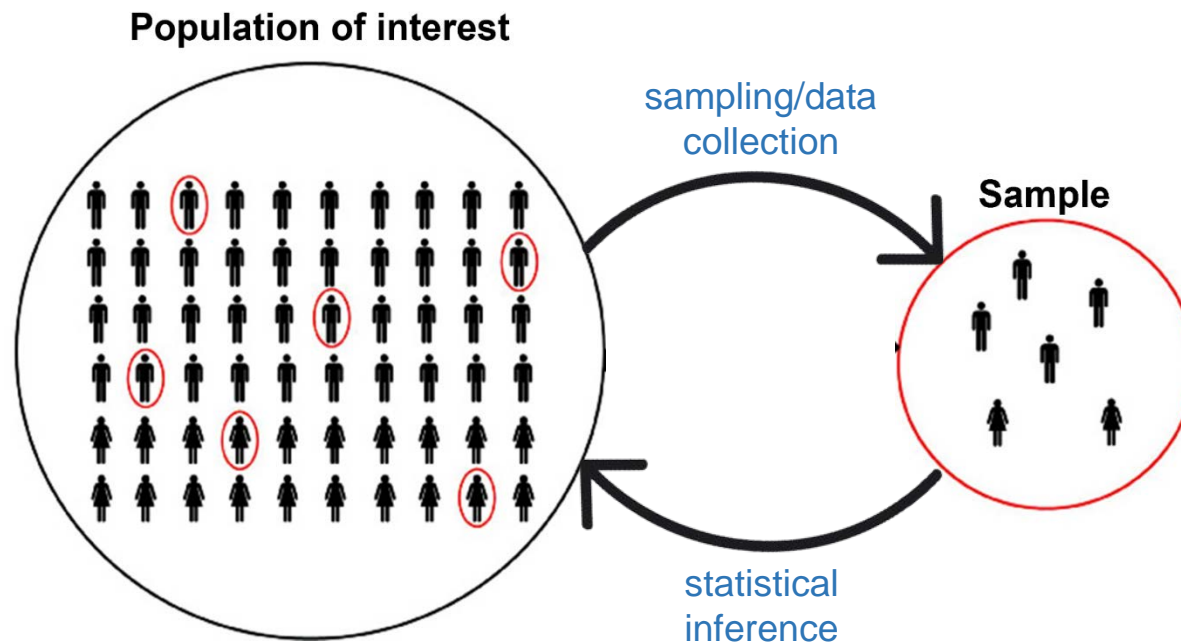 Population of interest
sampling/data
collection
Sample
statistical
inference